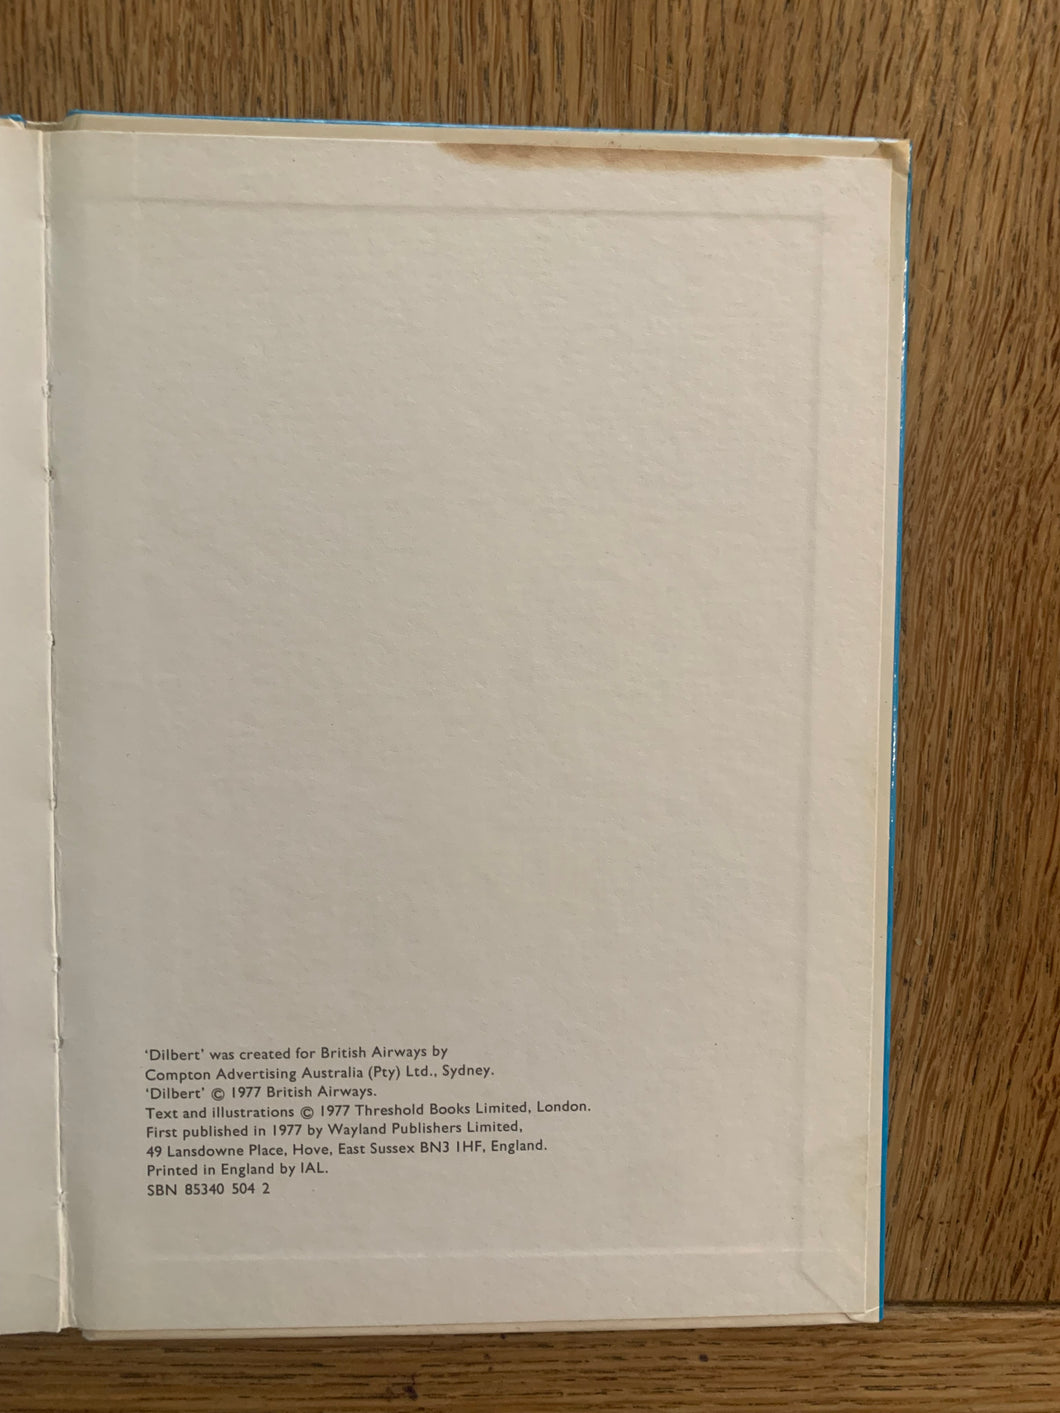 ‘Dilbert’ was created for British Airways by
Compton Advertising Australia (Pty) Ltd., Sydney.
‘Dilbert’ © 1977 British Airways.
Text and illustrations © 1977 Threshold Books Limited, London.
First published in 1977 by Wayland Publishers Limited,
49 Lansdowne Place, Hove, East Sussex BN3 1HF, England.
Printed in England by IAL.
SBN 85340 504 2